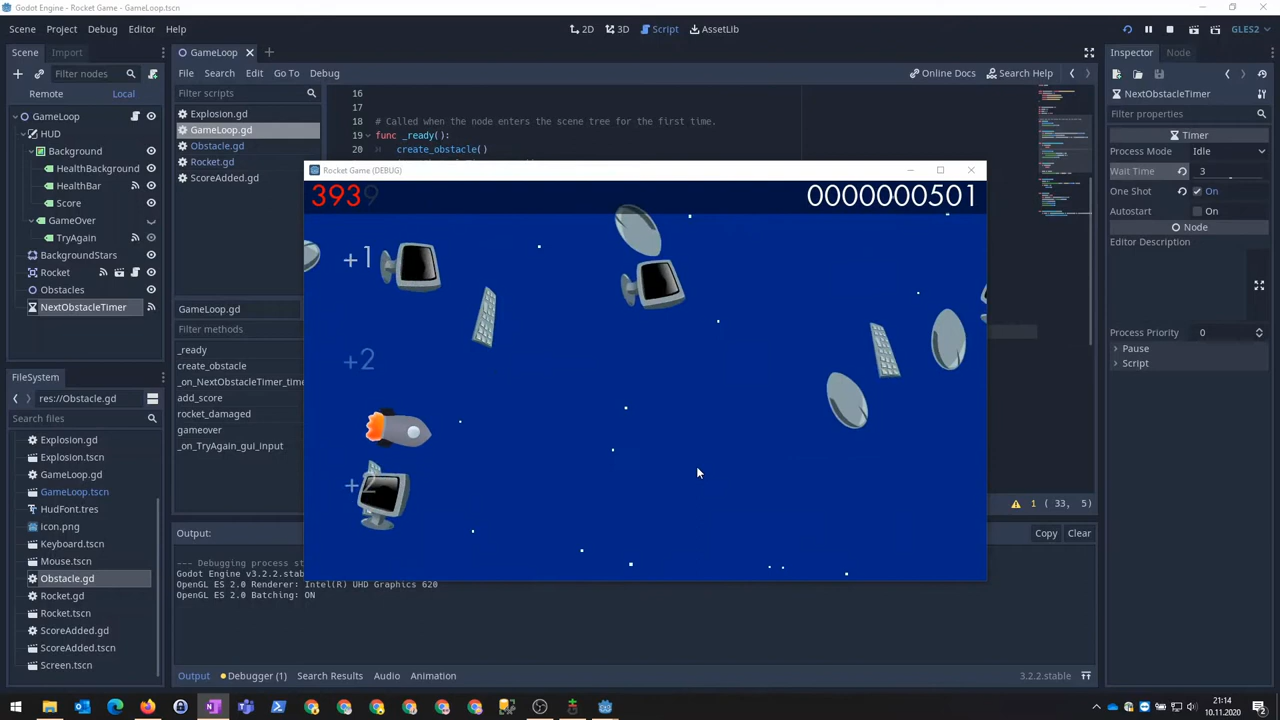 Godot Engine - Rocket Game - GameLoop.tscn
Scene Project Debug Editor Help
2D 3D Script AssetLib
GLES2
Scene Import
GameLoop
Inspector Node
Filter nodes
File Search Edit Go To Debug
Online Docs Search Help
Remote Local
Filter scripts
NextObstacleTimer
Filter properties
GameLoop
HUD
Background
HealthBackground
HealthBar
Score
GameOver
TryAgain
BackgroundStars
Rocket
Obstacles
NextObstacleTimer
Explosion.gd
GameLoop.gd
Obstacle.gd
Rocket.gd
ScoreAdded.gd
16
17
18 # Called when the node enters the scene tree for the first time.
19 func _ready():
20 create_obstacle()
Rocket Game (DEBUG)
0000000501
+1
+2
+2
Timer
Process Mode Idle
Wait Time 3
One Shot On
Autostart On
Node
Editor Description
Process Priority 0
Pause
Script
GameLoop.gd
Filter methods
_ready
create_obstacle
_on_NextObstacleTimer_time
add_score
rocket_damaged
gameover
_on_TryAgain_gui_input
FileSystem
res://Obstacle.gd
Search files
Explosion.gd
Explosion.tscn
GameLoop.gd
GameLoop.tscn
HudFont.tres
icon.png
Keyboard.tscn
Mouse.tscn
Obstacle.gd
Rocket.gd
Rocket.tscn
ScoreAdded.gd
ScoreAdded.tscn
Screen.tscn
1 ( 33, 5)
Output:
Copy Clear
--- Debugging process st
Godot Engine v3.2.2.stab
OpenGL ES 2.0 Renderer: Intel(R) UHD Graphics 620
OpenGL ES 2.0 Batching: ON
Output Debugger (1) Search Results Audio Animation
3.2.2.stable
21:14
10.11.2020